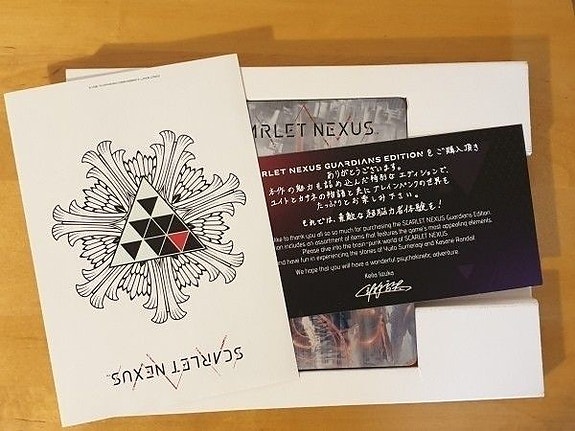 SCARLET NEXUS
RLET NEXUS
RLET NEXUS GUARDIANS EDITION をご購入頂き
ありがとうございます。
本作の魅力を詰め込んだ特別な エディションで、
ユイトとカサネの物語と共にブレインパンクの世界を
たっぷりとお楽しみ下さい。
それでは、素敵な超脳力者体験を!
like to thank you all so much for purchasing the SCARLET NEXUS Guardians Edition.
ion includes an assortment of items that features the game's most appealing elements.
Please dive into the brain-punk world of SCARLET NEXUS
nd have fun in experiencing the stories of Yuito Sumeragi and Kasane Randall
We hope that you will have a wonderful psychokinetic adventure.
Keita Iizuka